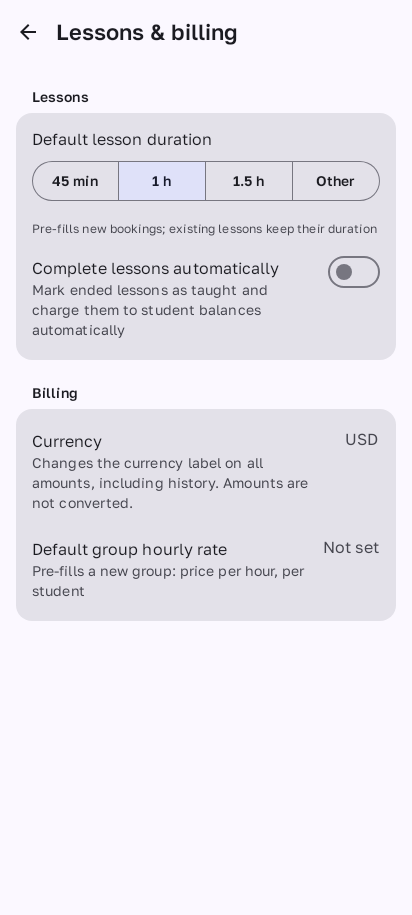 Lessons & billing
Lessons
Default lesson duration
45 min
1 h
1.5 h
Other
Pre-fills new bookings; existing lessons keep their duration
Complete lessons automatically
Mark ended lessons as taught and
charge them to student balances
automatically
Billing
Currency
USD
Changes the currency label on all
amounts, including history. Amounts are
not converted.
Default group hourly rate
Not set
Pre-fills a new group: price per hour, per
student